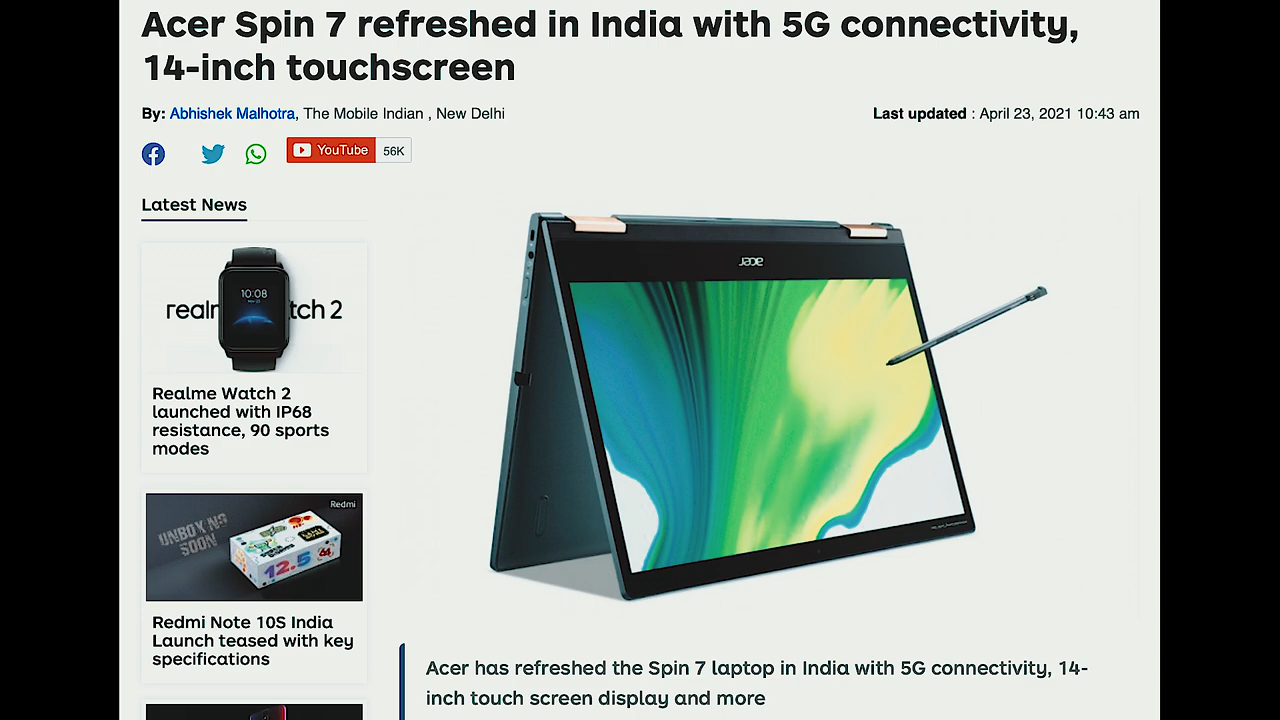 Acer Spin 7 refreshed in India with 5G connectivity,
14-inch touchscreen
By: Abhishek Malhotra, The Mobile Indian , New Delhi
Last updated : April 23, 2021 10:43 am
YouTube 56K
Latest News
acer
10:08
realm tch 2
Realme Watch 2
launched with IP68
resistance, 90 sports
modes
Redmi
UNBOXING
SOON
12.5
64
Redmi Note 10S India
Launch teased with key
specifications
Acer has refreshed the Spin 7 laptop in India with 5G connectivity, 14-
inch touch screen display and more